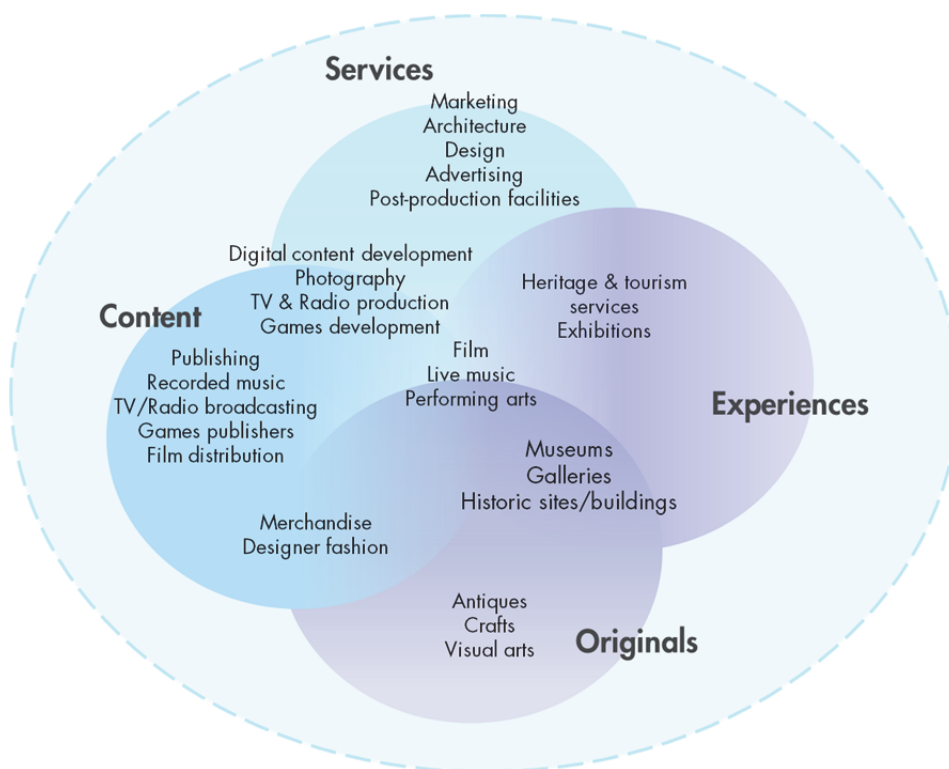 Services
Marketing
Architecture
Design
Advertising
Post-production facilities
Digital content development
Photography
TV & Radio production
Games development
Heritage & tourism
services
Exhibitions
Content
Publishing
Recorded music
TV/Radio broadcasting
Games publishers
Film distribution
Film
Live music
Performing arts
Experiences
Museums
Galleries
Historic sites/buildings
Merchandise
Designer fashion
Antiques
Crafts
Visual arts
Originals